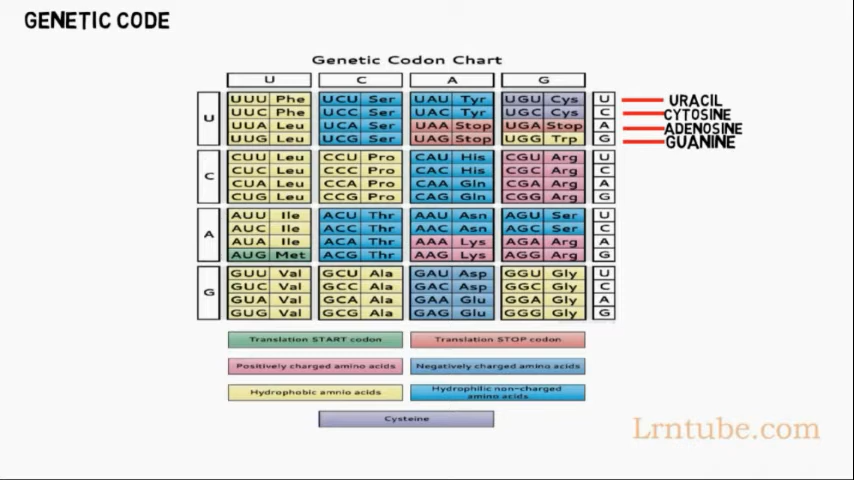 GENETIC CODE
Genetic Codon Chart
U C A G
UUU Phe UCU Ser UAU Tyr UGU Cys U URACIL
UUC Phe UCC Ser UAC Tyr UGC Cys C CYTOSINE
UUA Leu UCA Ser UAA Stop UGA Stop A ADENOSINE
UUG Leu UCG Ser UAG Stop UGG Trp G GUANINE
U
CUU Leu CCU Pro CAU His CGU Arg U
CUC Leu CCC Pro CAC His CGC Arg C
CUA Leu CCA Pro CAA Gln CGA Arg A
CUG Leu CCG Pro CAG Gln CGG Arg G
C
AUU Ile ACU Thr AAU Asn AGU Ser U
AUC Ile ACC Thr AAC Asn AGC Ser C
AUA Ile ACA Thr AAA Lys AGA Arg A
AUG Met ACG Thr AAG Lys AGG Arg G
A
GUU Val GCU Ala GAU Asp GGU Gly U
GUC Val GCC Ala GAC Asp GGC Gly C
GUA Val GCA Ala GAA Glu GGA Gly A
GUG Val GCG Ala GAG Glu GGG Gly G
G
Translation START codon Translation STOP codon
Positively charged amino acids Negatively charged amino acids
Hydrophobic amnio acids Hydrophilic non-charged
amino acids
Cysteine
Lrntube.com